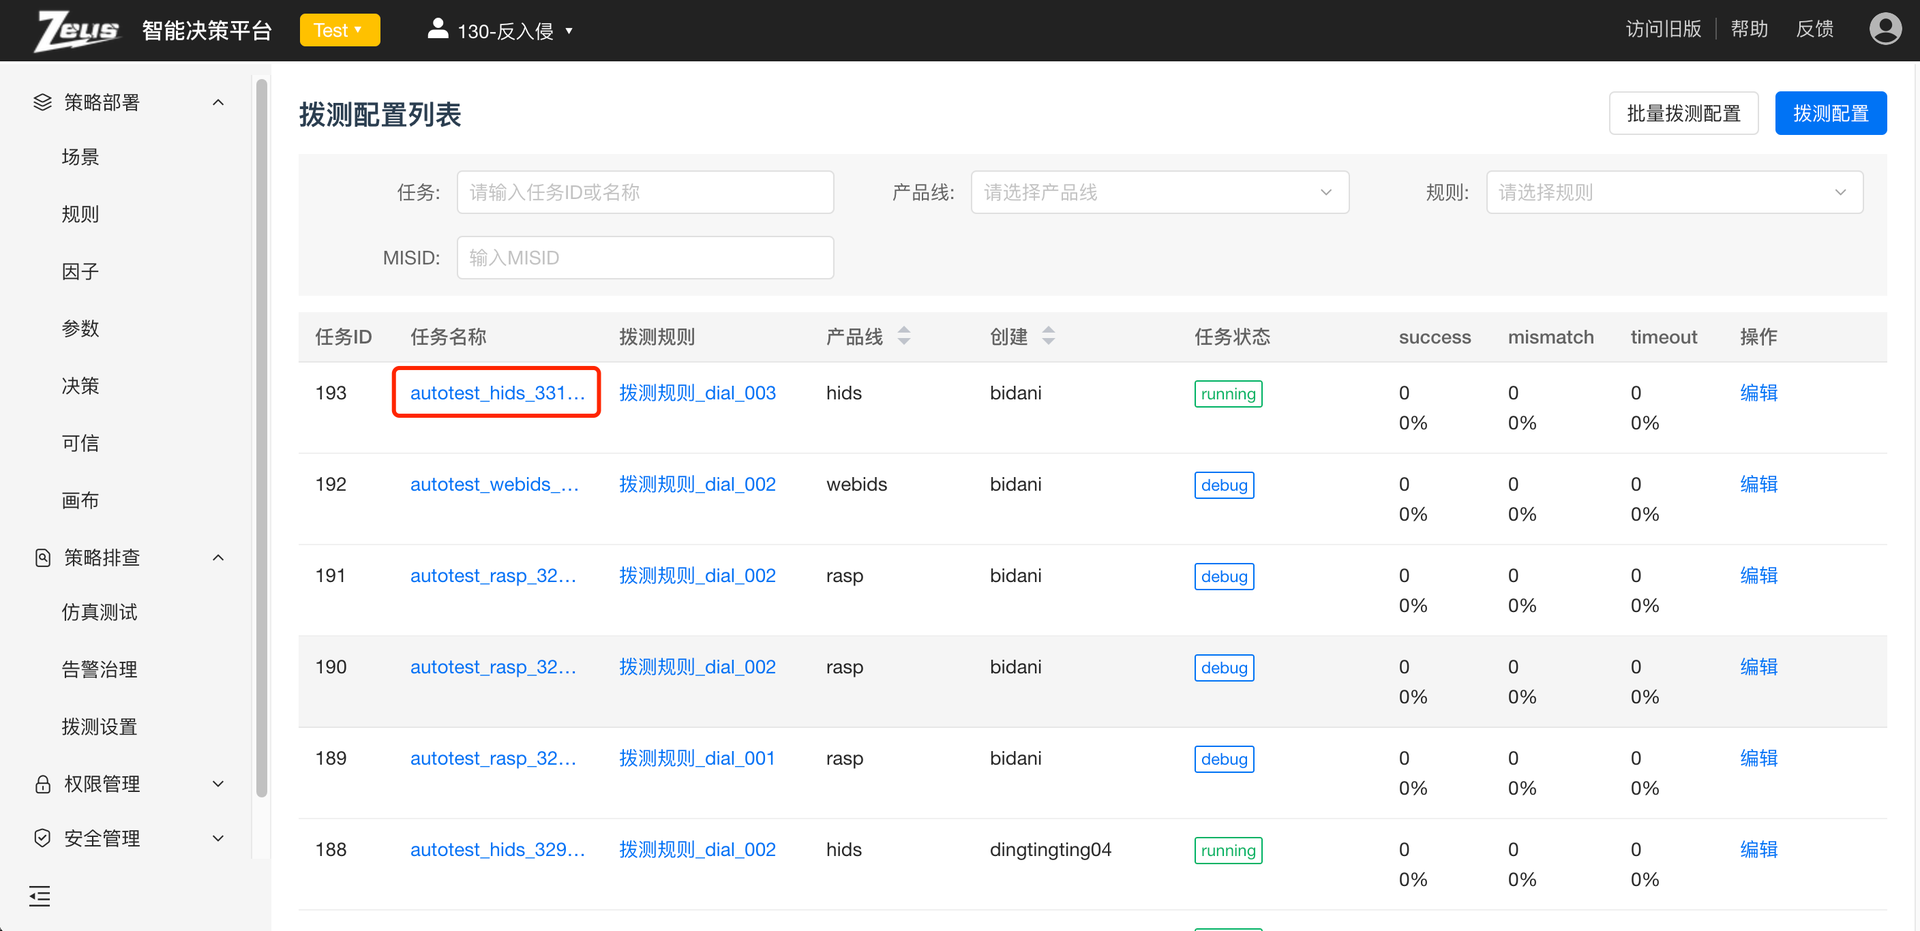 Zeus 智能决策平台 Test 130-反入侵 访问旧版 帮助 反馈
策略部署
场景
规则
因子
参数
决策
可信
画布
策略排查
仿真测试
告警治理
拨测设置
权限管理
安全管理
拨测配置列表 批量拨测配置 拨测配置
任务: 请输入任务ID或名称 产品线: 请选择产品线 规则: 请选择规则
MISID: 输入MISID
任务ID 任务名称 拨测规则 产品线 创建 任务状态 success mismatch timeout 操作
193 autotest_hids_331... 拨测规则_dial_003 hids bidani running 0 0 0 编辑
0% 0% 0%
192 autotest_webids_... 拨测规则_dial_002 webids bidani debug 0 0 0 编辑
0% 0% 0%
191 autotest_rasp_32... 拨测规则_dial_002 rasp bidani debug 0 0 0 编辑
0% 0% 0%
190 autotest_rasp_32... 拨测规则_dial_002 rasp bidani debug 0 0 0 编辑
0% 0% 0%
189 autotest_rasp_32... 拨测规则_dial_001 rasp bidani debug 0 0 0 编辑
0% 0% 0%
188 autotest_hids_329... 拨测规则_dial_002 hids dingtingting04 running 0 0 0 编辑
0% 0% 0%